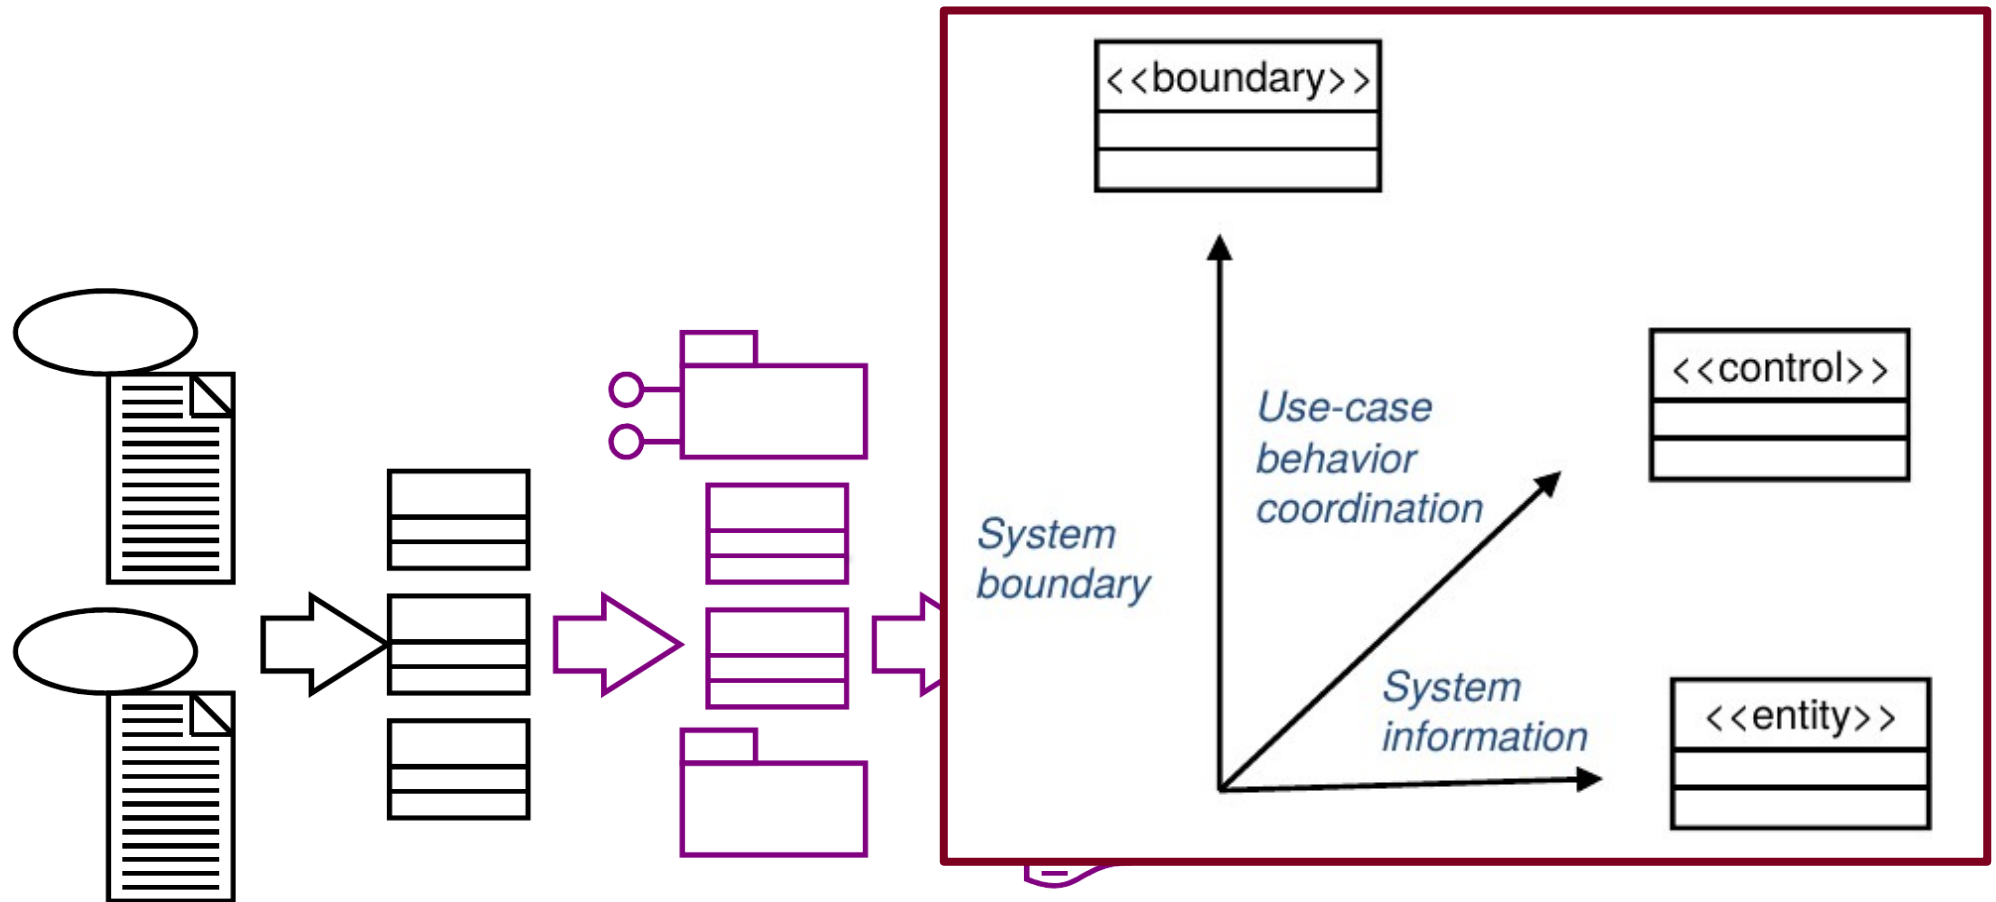 <<boundary>>
<<control>>
Use-case
behavior
coordination
System
boundary
System
information
<<entity>>